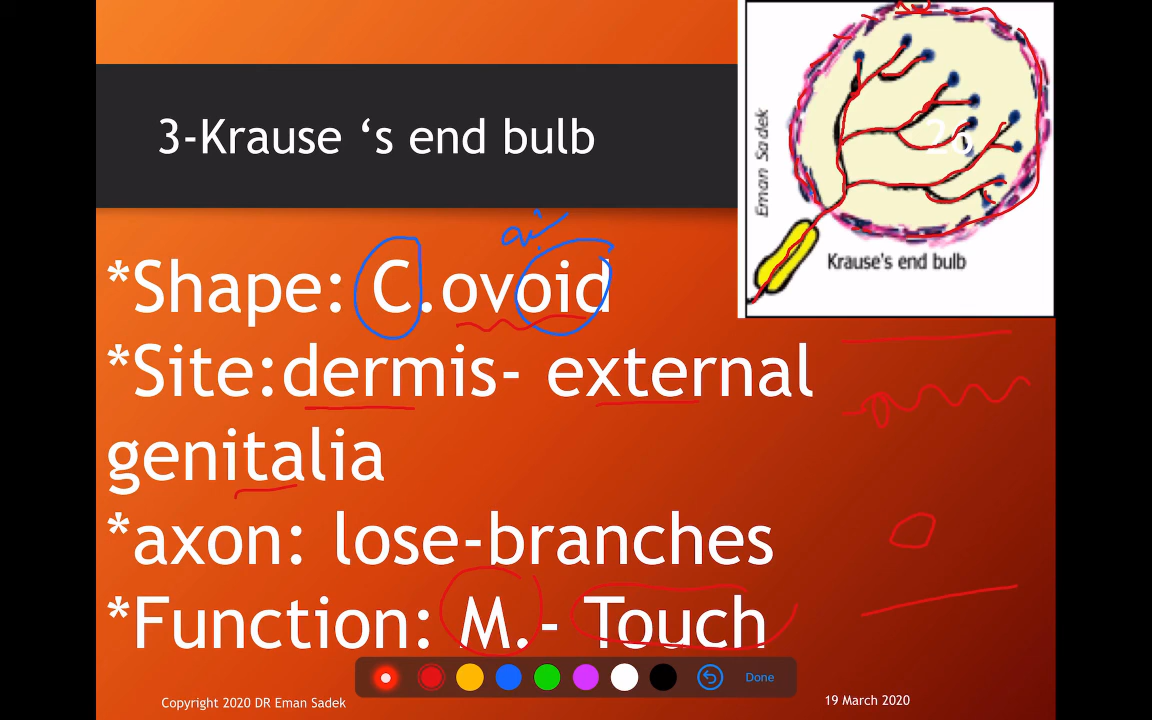 3-Krause ‘s end bulb
26
Eman Sadek
Krause's end bulb
*Shape: C.ovoid
*Site:dermis- external
genitalia
*axon: lose-branches
*Function: M.- Touch
Done
Copyright 2020 DR Eman Sadek
19 March 2020